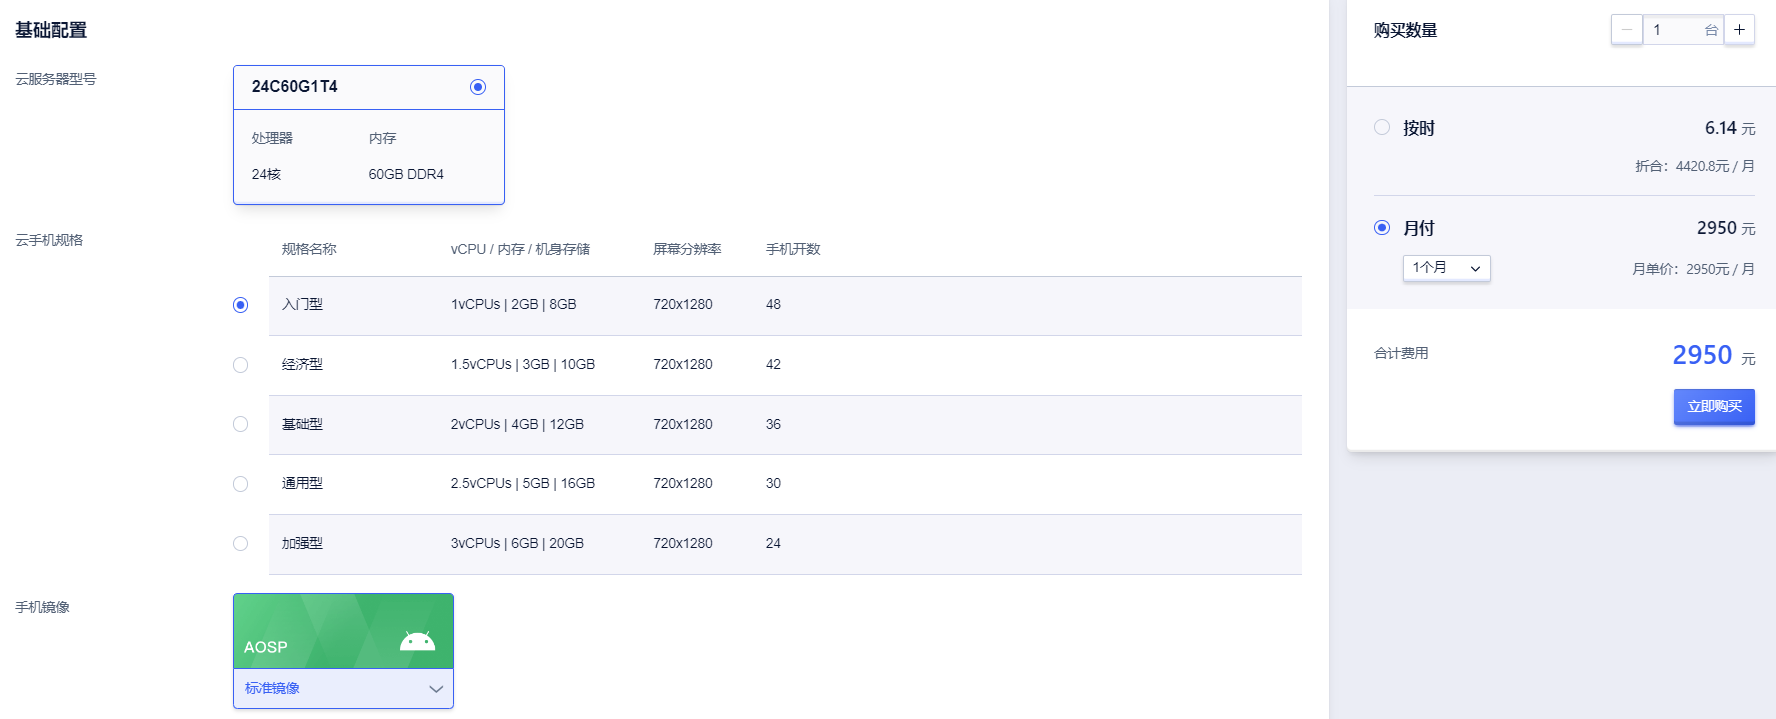 基础配置
云服务器型号
24C60G1T4
处理器 内存
24核 60GB DDR4
云手机规格
规格名称 vCPU / 内存 / 机身存储 屏幕分辨率 手机开数
入门型 1vCPUs | 2GB | 8GB 720x1280 48
经济型 1.5vCPUs | 3GB | 10GB 720x1280 42
基础型 2vCPUs | 4GB | 12GB 720x1280 36
通用型 2.5vCPUs | 5GB | 16GB 720x1280 30
加强型 3vCPUs | 6GB | 20GB 720x1280 24
手机镜像
AOSP
标准镜像
购买数量 1 台
按时 6.14 元
折合：4420.8元 / 月
月付 2950 元
1个月 月单价：2950元 / 月
合计费用 2950 元
立即购买